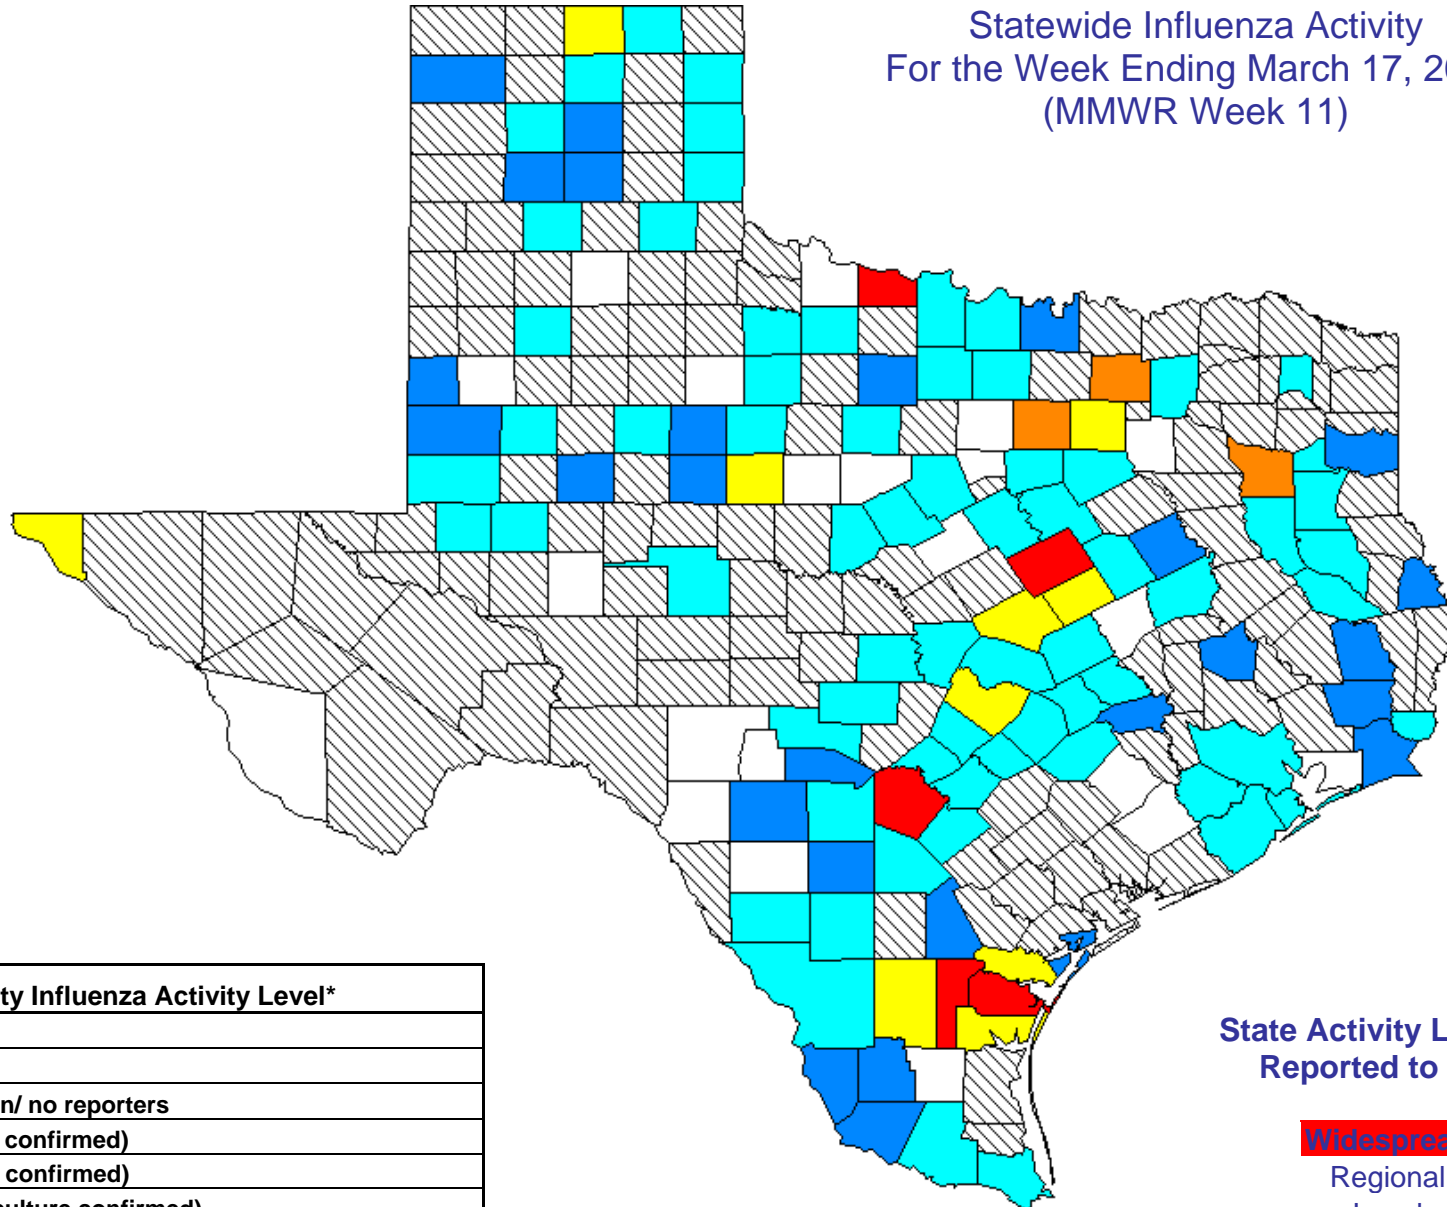 Statewide Influenza Activity
For the Week Ending March 17,
(MMWR Week 11)
Influenza Activity Level*
no reporters
confirmed)
confirmed)
confirmed)
State Activity
Reported to
Regional